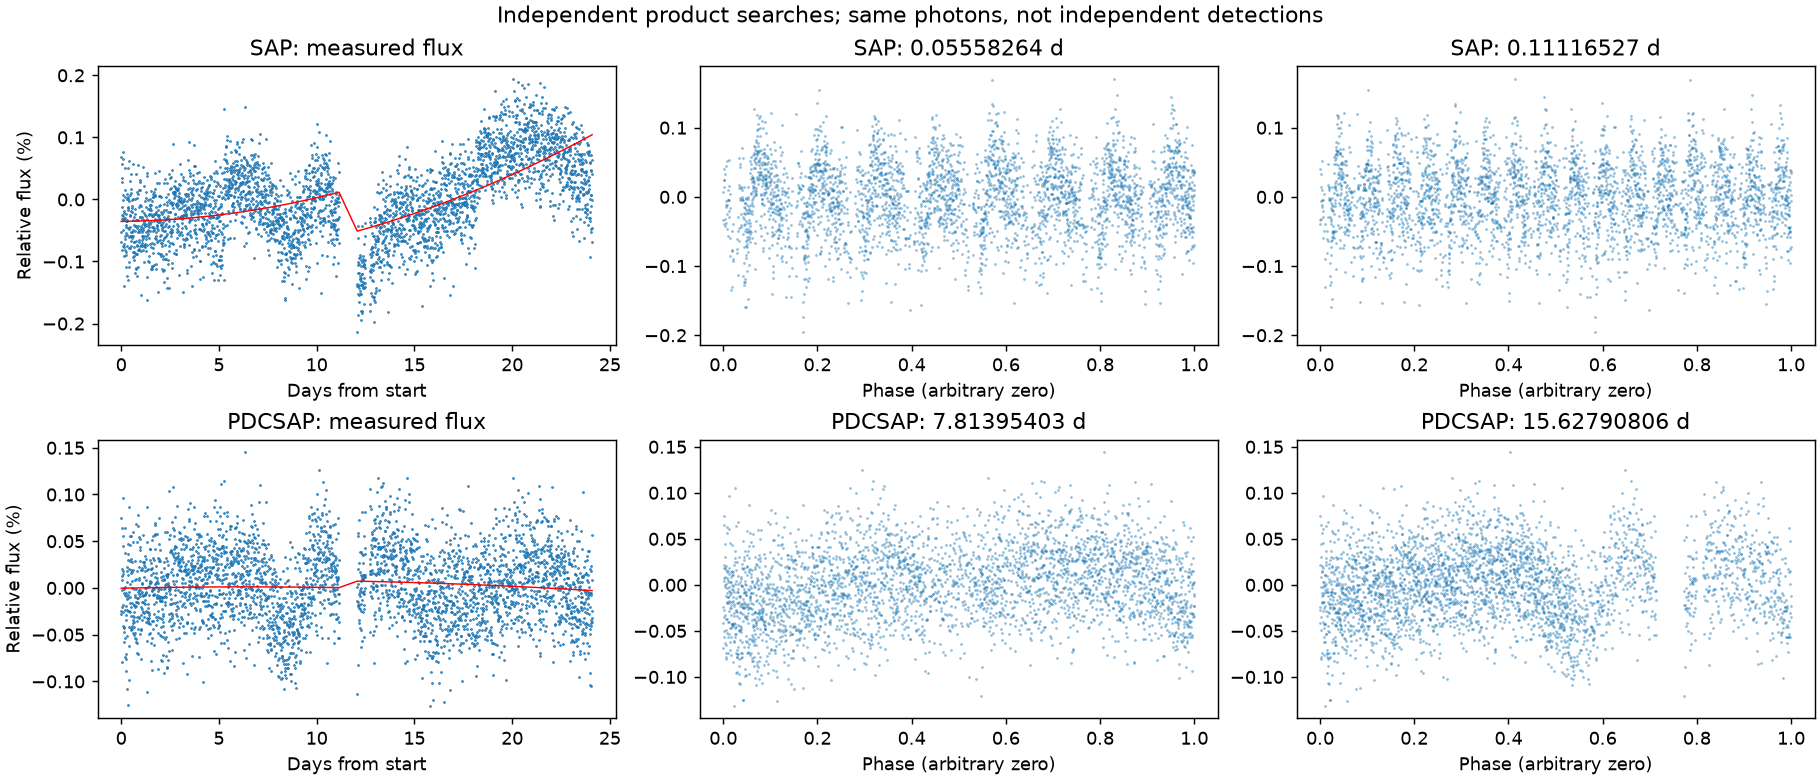 Independent product searches; same photons, not independent detections
SAP: measured flux
SAP: 0.05558264 d
SAP: 0.11116527 d
Relative flux (%)
0.2
0.1
0.0
−0.1
−0.2
0 5 10 15 20 25
Days from start
0.1
0.0
−0.1
−0.2
0.0 0.2 0.4 0.6 0.8 1.0
Phase (arbitrary zero)
0.1
0.0
−0.1
−0.2
0.0 0.2 0.4 0.6 0.8 1.0
Phase (arbitrary zero)
PDCSAP: measured flux
PDCSAP: 7.81395403 d
PDCSAP: 15.62790806 d
Relative flux (%)
0.15
0.10
0.05
0.00
−0.05
−0.10
0 5 10 15 20 25
Days from start
0.15
0.10
0.05
0.00
−0.05
−0.10
0.0 0.2 0.4 0.6 0.8 1.0
Phase (arbitrary zero)
0.15
0.10
0.05
0.00
−0.05
−0.10
0.0 0.2 0.4 0.6 0.8 1.0
Phase (arbitrary zero)